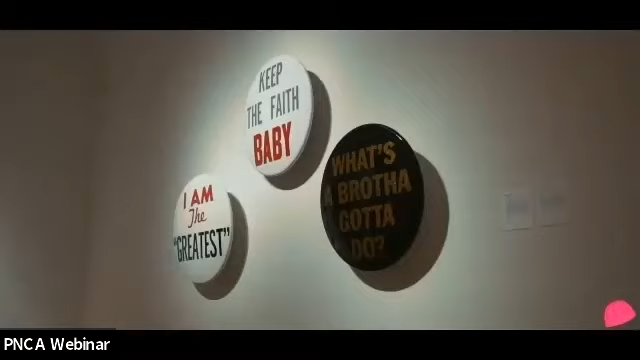 KEEP
THE FAITH
BABY
I AM
The
"GREATEST"
WHAT'S
A BROTHA
GOTTA
DO?
PNCA Webinar